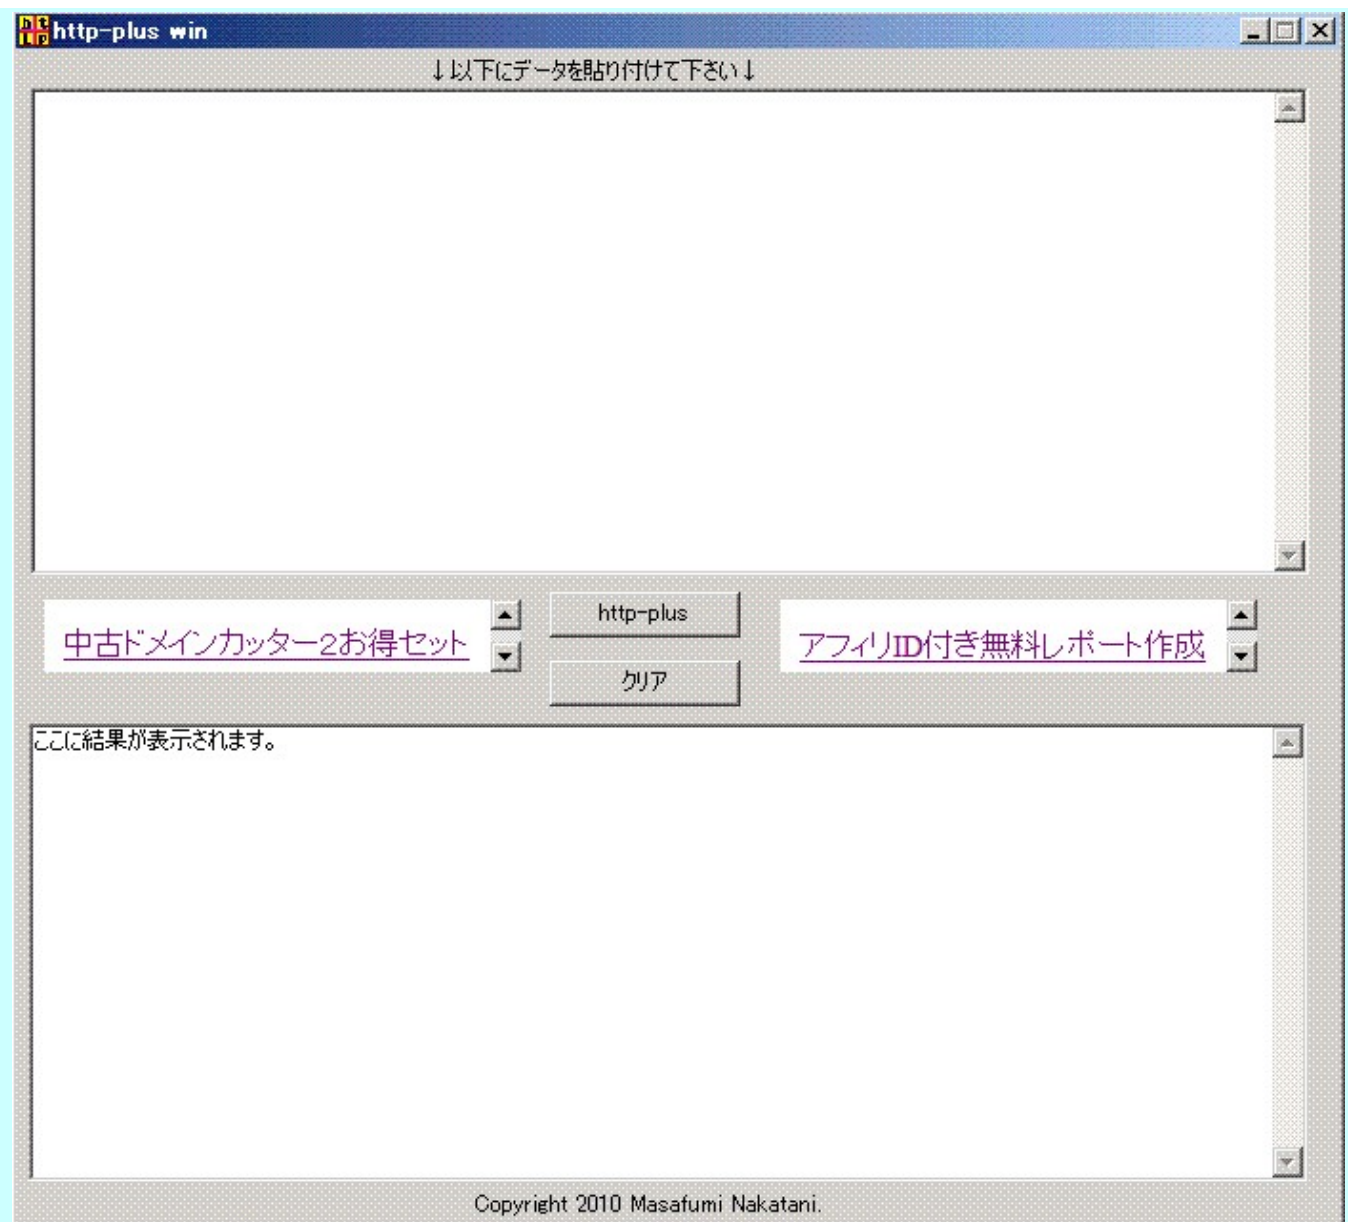 http-plus win
↓以下にデータを貼り付けて下さい↓
中古ドメインカッター2お得セット
http-plus
アフィリID付き無料レポート作成
クリア
ここに結果が表示されます。
Copyright 2010 Masafumi Nakatani.